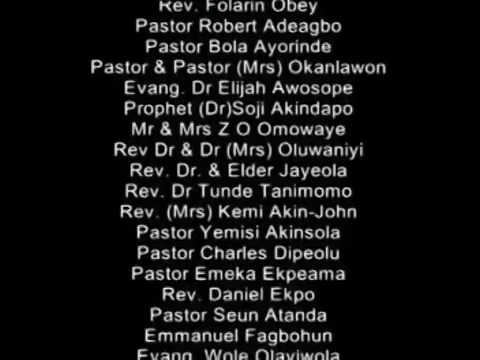 Rev. Folarin Obey
Pastor Robert Adeagbo
Pastor Bola Ayorinde
Pastor & Pastor (Mrs) Okanlawon
Evang. Dr Elijah Awosope
Prophet (Dr)Soji Akindapo
Mr & Mrs Z O Omowaye
Rev Dr & Dr (Mrs) Oluwaniyi
Rev. Dr. & Elder Jayeola
Rev. Dr Tunde Tanimomo
Rev. (Mrs) Kemi Akin-John
Pastor Yemisi Akinsola
Pastor Charles Dipeolu
Pastor Emeka Ekpeama
Rev. Daniel Ekpo
Pastor Seun Atanda
Emmanuel Fagbohun
Evang. Wole Olayiwola